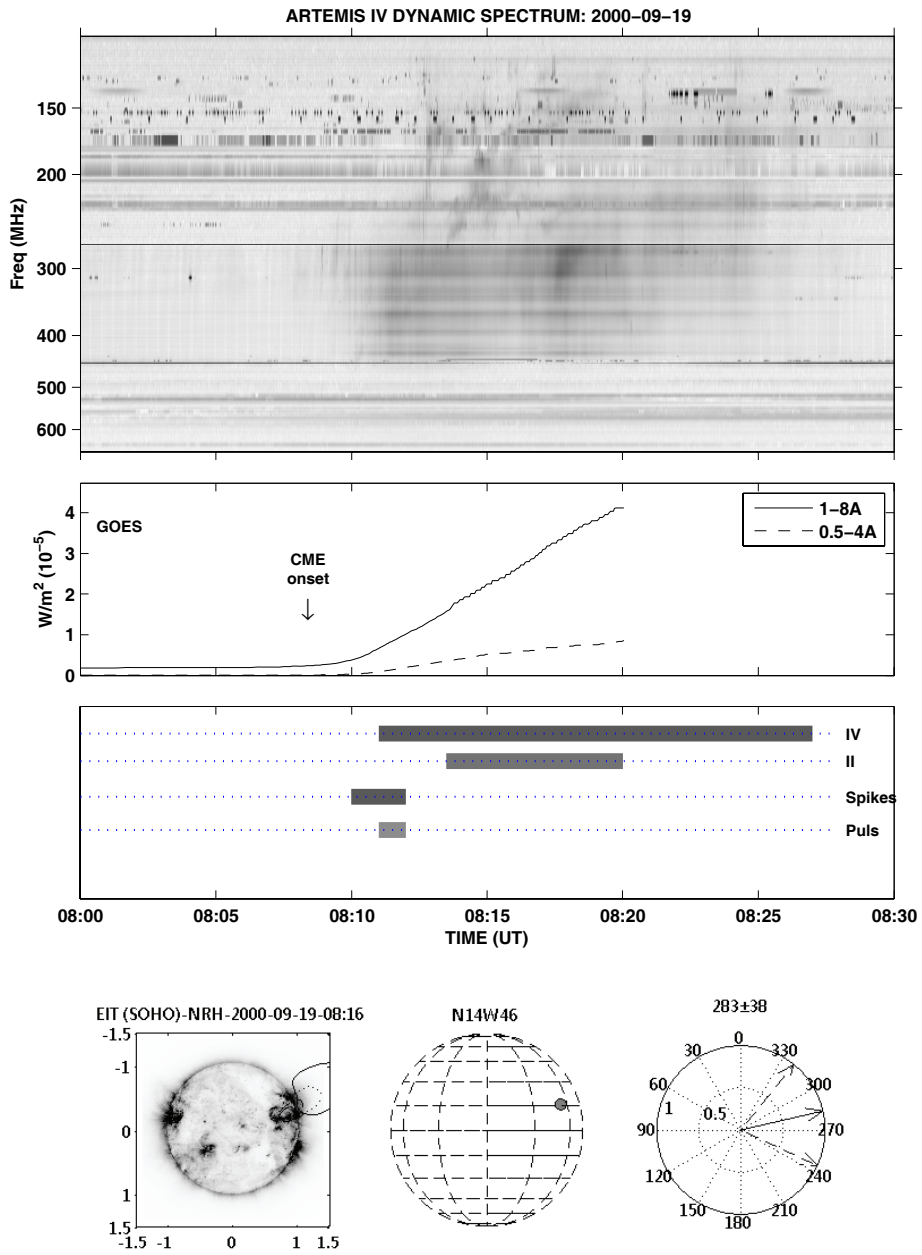 ARTEMIS IV DYNAMIC SPECTRUM: 2000−09−19
Freq (MHz)
150
200
300
400
500
600
GOES
CME
onset
1−8A
0.5−4A
W/m² (10⁻⁵)
4
3
2
1
0
IV
II
Spikes
Puls
08:00 08:05 08:10 08:15 08:20 08:25 08:30
TIME (UT)
EIT (SOHO)-NRH-2000-09-19-08:16
-1.5
-1
0
1
1.5
-1.5 -1 0 1 1.5
N14W46
283±38
0
30 330
60 300
1 0.5
90 270
120 240
150 210
180